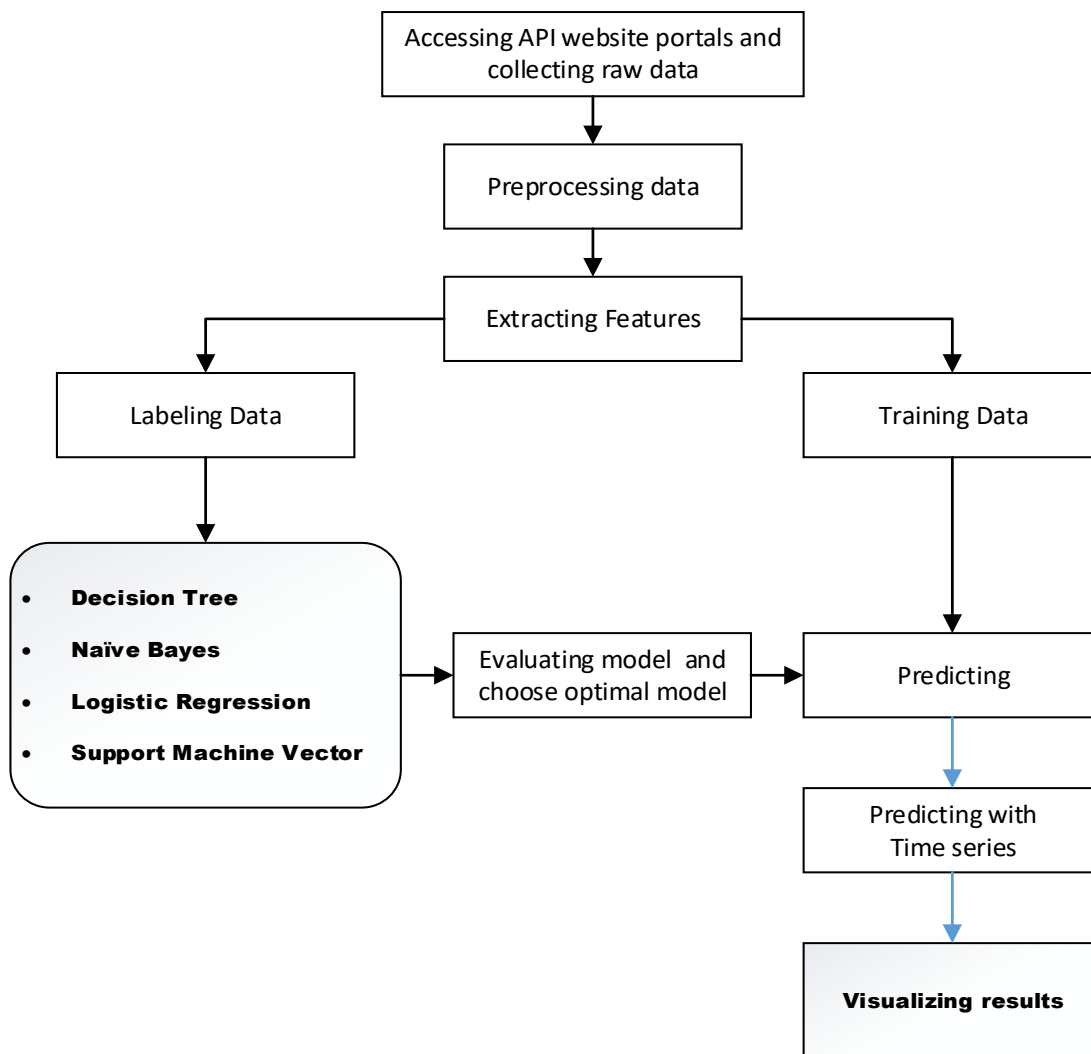 Accessing API website portals and
collecting raw data
Preprocessing data
Extracting Features
Labeling Data
Training Data
• Decision Tree
• Naïve Bayes
• Logistic Regression
• Support Machine Vector
Evaluating model and
choose optimal model
Predicting
Predicting with
Time series
Visualizing results